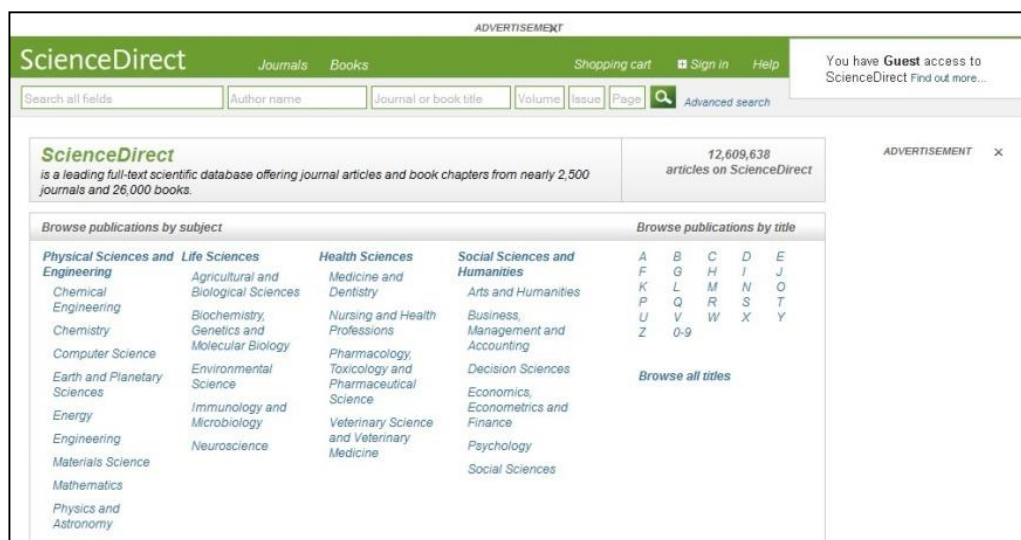 ADVERTISEMENT
ScienceDirect Journals Books Shopping cart Sign in Help
You have Guest access to
ScienceDirect Find out more...
Search all fields Author name Journal or book title Volume Issue Page Advanced search
ScienceDirect
is a leading full-text scientific database offering journal articles and book chapters from nearly 2,500
journals and 26,000 books.
12,609,638
articles on ScienceDirect
ADVERTISEMENT X
Browse publications by subject
Physical Sciences and
Engineering
Chemical
Engineering
Chemistry
Computer Science
Earth and Planetary
Sciences
Energy
Engineering
Materials Science
Mathematics
Physics and
Astronomy
Life Sciences
Agricultural and
Biological Sciences
Biochemistry,
Genetics and
Molecular Biology
Environmental
Science
Immunology and
Microbiology
Neuroscience
Health Sciences
Medicine and
Dentistry
Nursing and Health
Professions
Pharmacology,
Toxicology and
Pharmaceutical
Science
Veterinary Science
and Veterinary
Medicine
Social Sciences and
Humanities
Arts and Humanities
Business,
Management and
Accounting
Decision Sciences
Economics,
Econometrics and
Finance
Psychology
Social Sciences
Browse publications by title
A B C D E
F G H I J
K L M N O
P Q R S T
U V W X Y
Z 0-9
Browse all titles